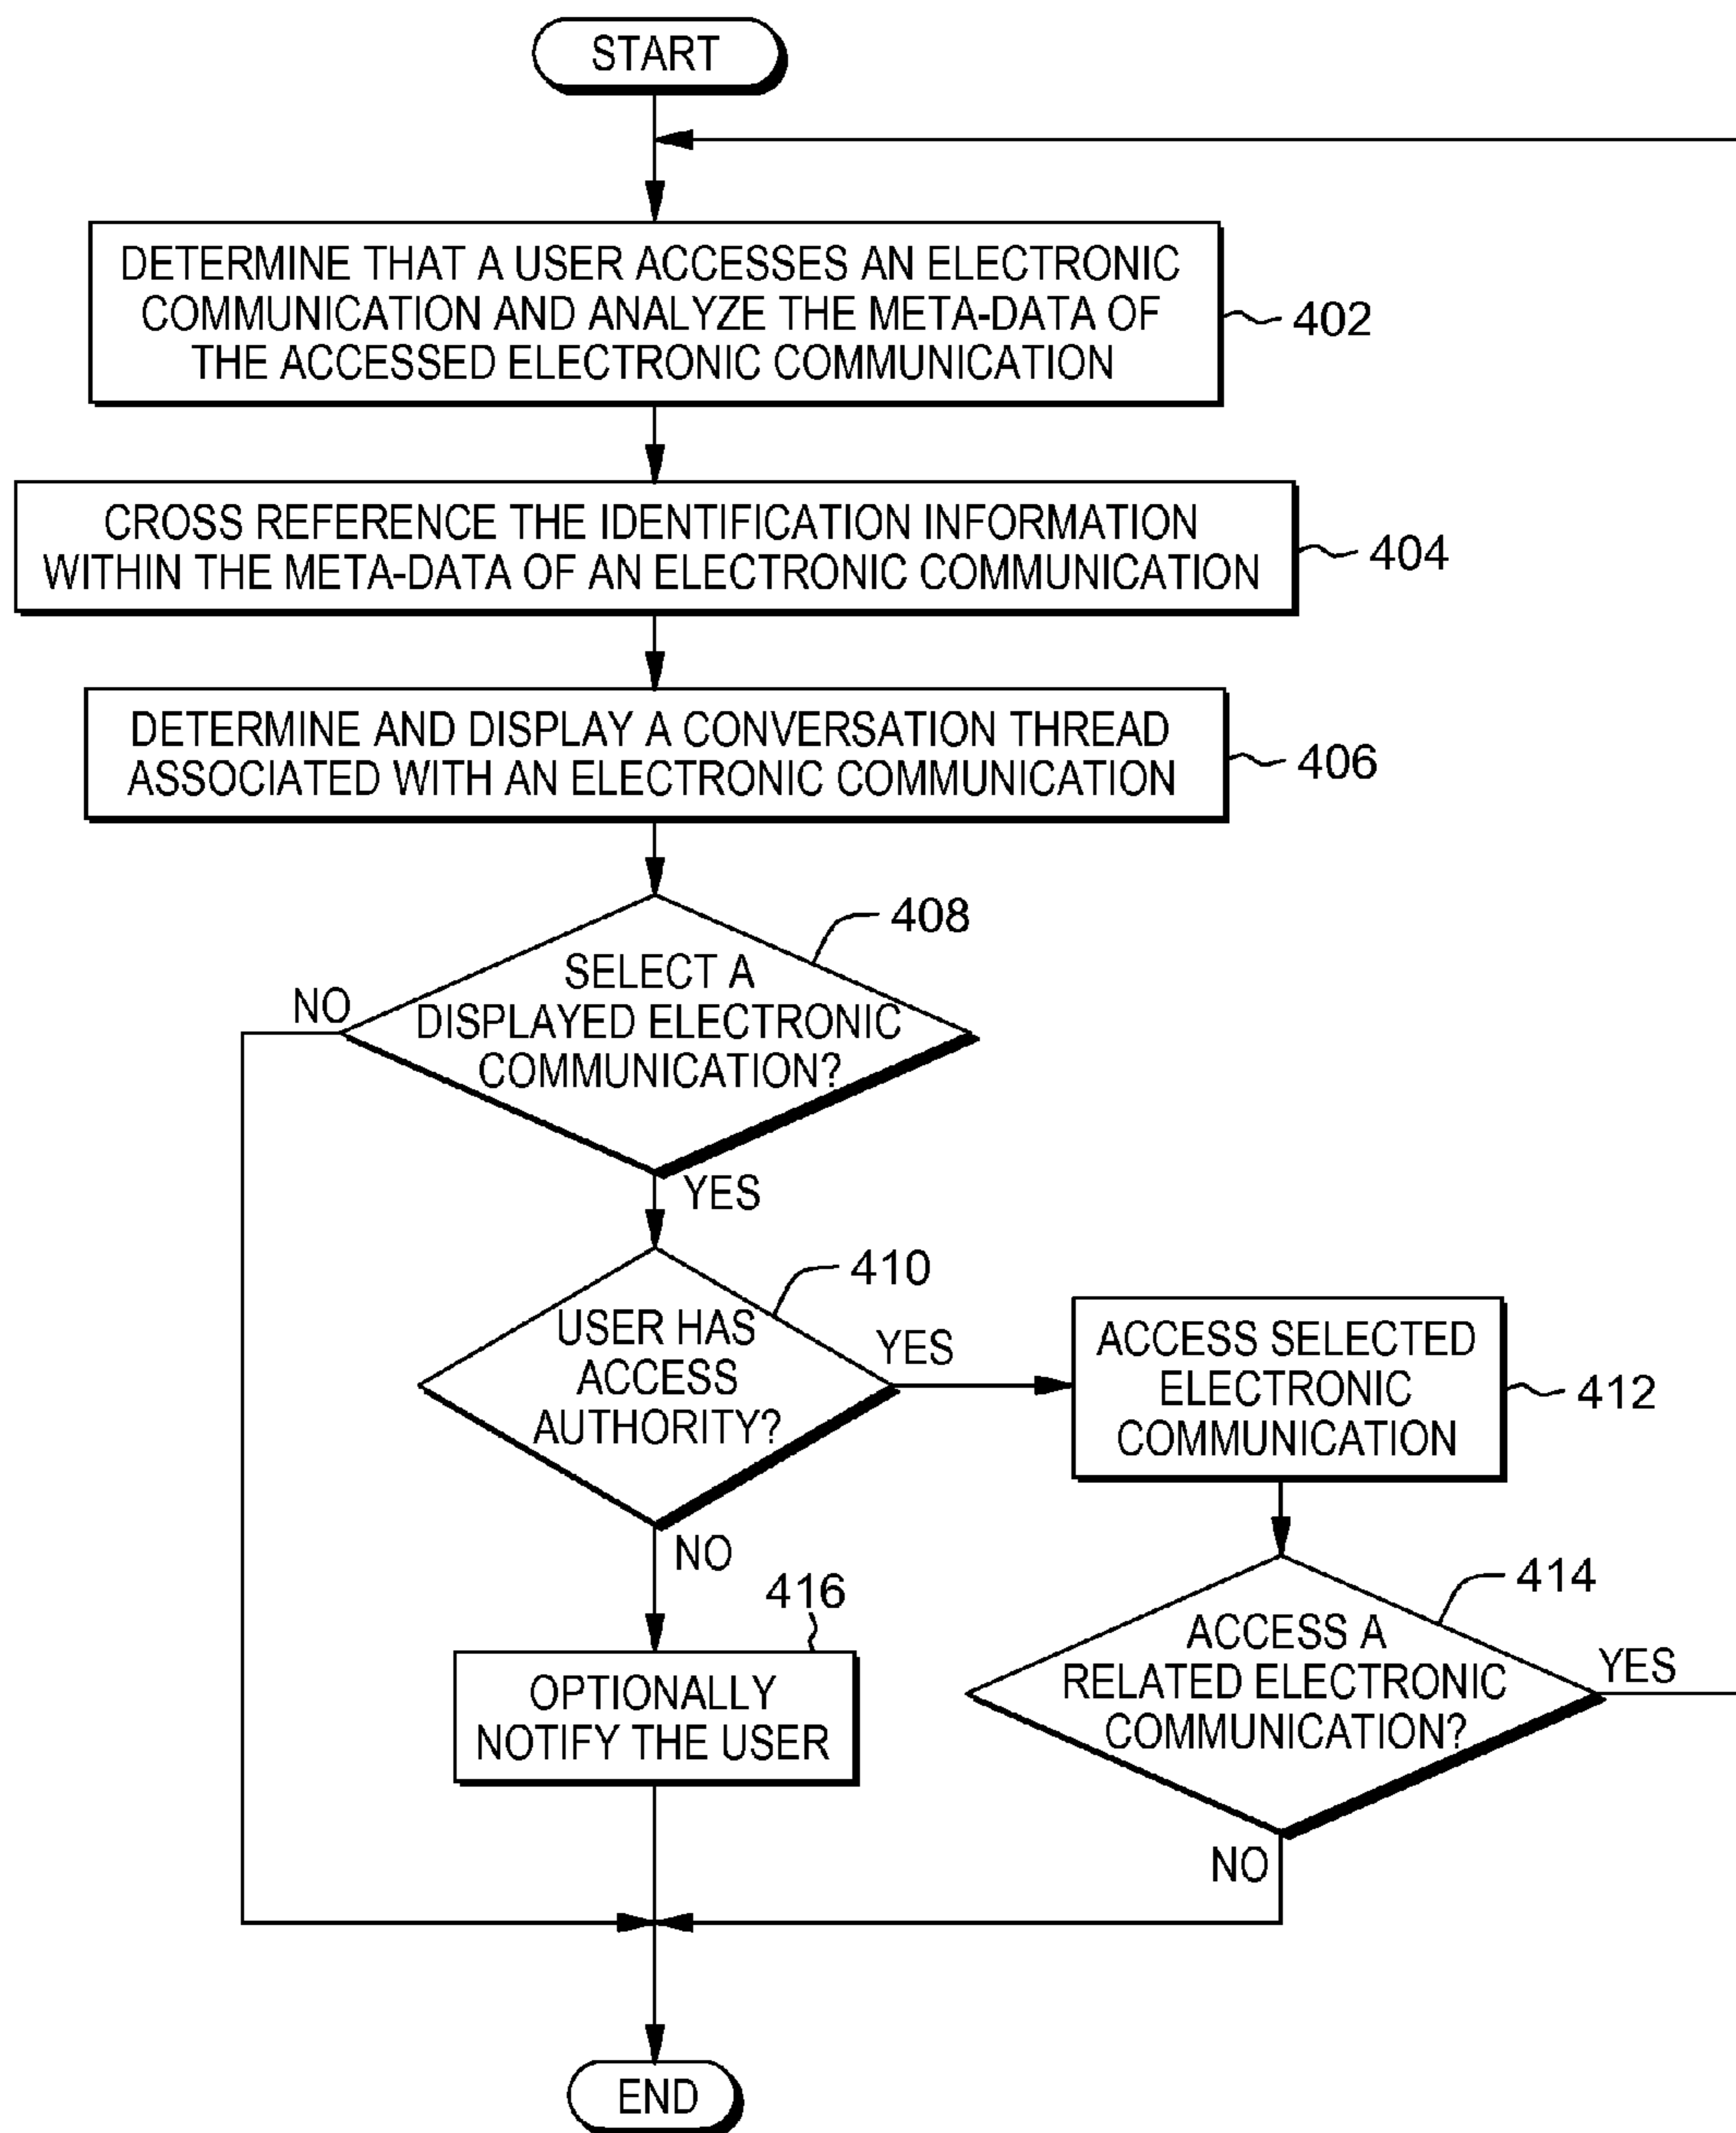 START
DETERMINE THAT A USER ACCESSES AN ELECTRONIC
COMMUNICATION AND ANALYZE THE META-DATA OF
THE ACCESSED ELECTRONIC COMMUNICATION
402
CROSS REFERENCE THE IDENTIFICATION INFORMATION
WITHIN THE META-DATA OF AN ELECTRONIC COMMUNICATION
404
DETERMINE AND DISPLAY A CONVERSATION THREAD
ASSOCIATED WITH AN ELECTRONIC COMMUNICATION
406
408
SELECT A
DISPLAYED ELECTRONIC
COMMUNICATION?
NO
YES
410
USER HAS
ACCESS
AUTHORITY?
YES
NO
ACCESS SELECTED
ELECTRONIC
COMMUNICATION
412
414
ACCESS A
RELATED ELECTRONIC
COMMUNICATION?
YES
NO
416
OPTIONALLY
NOTIFY THE USER
END